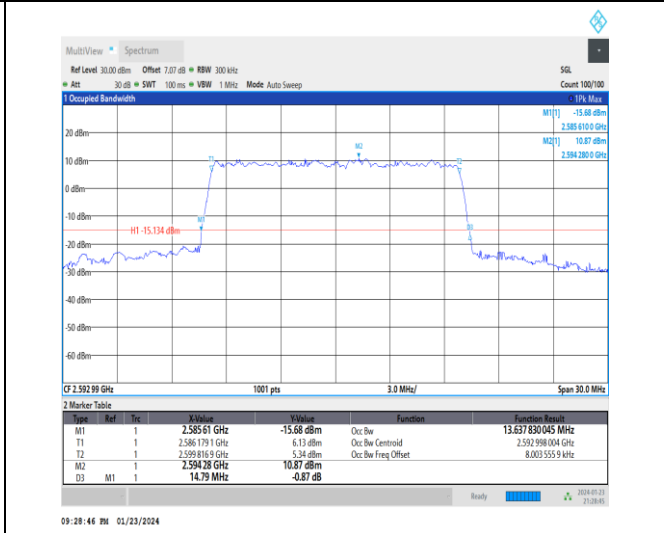 MultiView Spectrum
Ref Level 30.00 dBm Offset 7.07 dB RBW 300 kHz SGL
Att 30 dB SWT 100 ms VBW 1 MHz Mode Auto Sweep Count 100/100
1 Occupied Bandwidth 1Pk Max
M1[1] -15.68 dBm
2.585 610 0 GHz
M2[1] 10.87 dBm
2.594 280 0 GHz
20 dBm
M2
T1 T2
10 dBm
0 dBm
-10 dBm
M1
H1 -15.134 dBm
D3
-20 dBm
-30 dBm
-40 dBm
-50 dBm
-60 dBm
CF 2.592 99 GHz 1001 pts 3.0 MHz/ Span 30.0 MHz
2 Marker Table
Type Ref Trc X-Value Y-Value Function Function Result
M1 1 2.585 61 GHz -15.68 dBm Occ Bw 13.637 830 045 MHz
T1 1 2.586 179 1 GHz 6.13 dBm Occ Bw Centroid 2.592 998 004 GHz
T2 1 2.599 816 9 GHz 5.34 dBm Occ Bw Freq Offset 8.003 555 9 kHz
M2 1 2.594 28 GHz 10.87 dBm
D3 M1 1 14.79 MHz -0.87 dB
Ready 2024-01-23
21:28:45
09:28:46 PM 01/23/2024